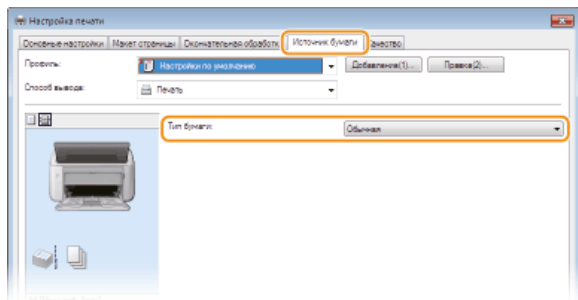 Настройка печати
Основные настройки Макет страницы Окончательная обработк Источник бумаги Качество
Профиль: Настройки по умолчанию Добавление(1)... Правка(2)...
Способ вывода: Печать
Тип бумаги: Обычная